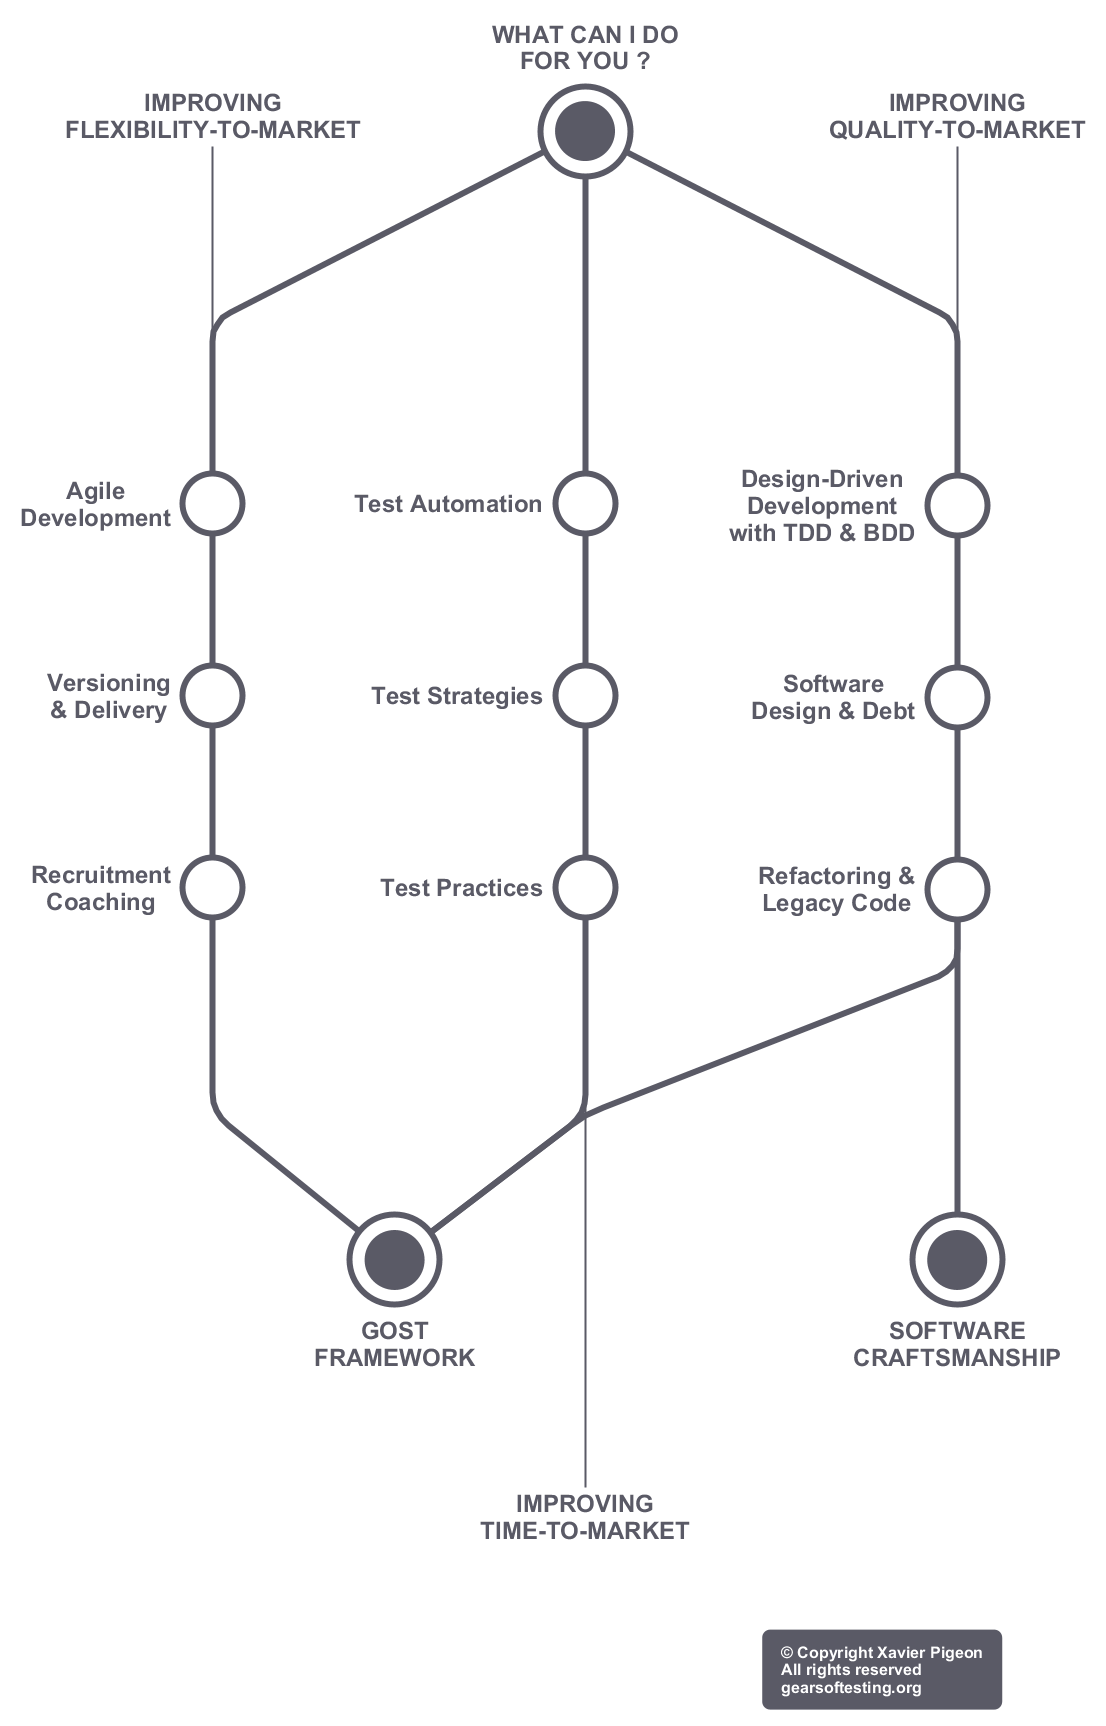 WHAT CAN I DO
FOR YOU ?
IMPROVING
FLEXIBILITY-TO-MARKET
IMPROVING
QUALITY-TO-MARKET
Agile
Development
Test Automation
Design-Driven
Development
with TDD & BDD
Versioning
& Delivery
Test Strategies
Software
Design & Debt
Recruitment
Coaching
Test Practices
Refactoring &
Legacy Code
GOST
FRAMEWORK
SOFTWARE
CRAFTSMANSHIP
IMPROVING
TIME-TO-MARKET
© Copyright Xavier Pigeon
All rights reserved
gearsoftesting.org